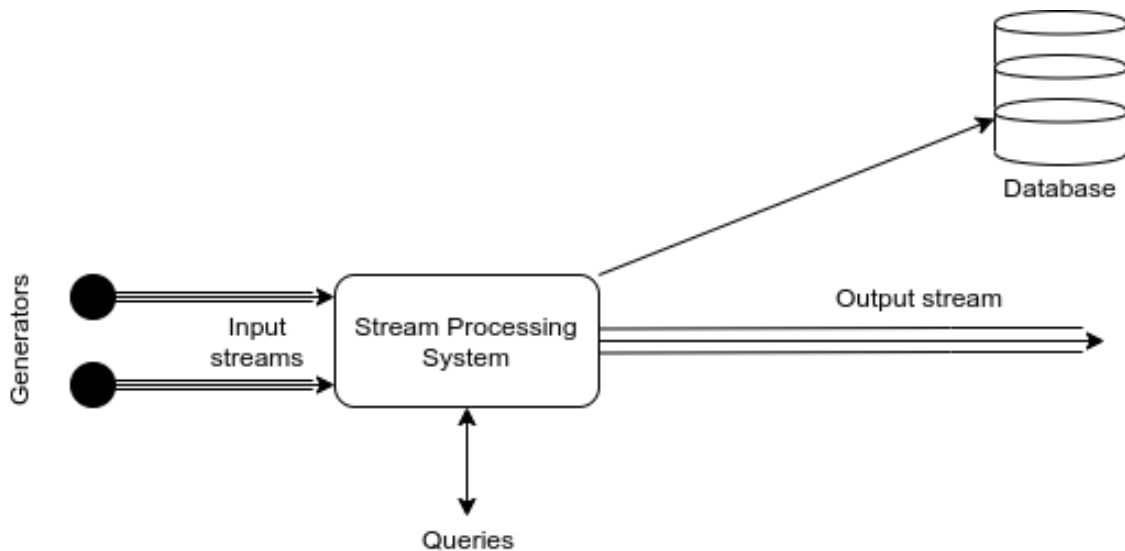 Database
Generators
Input
streams
Stream Processing
System
Output stream
Queries